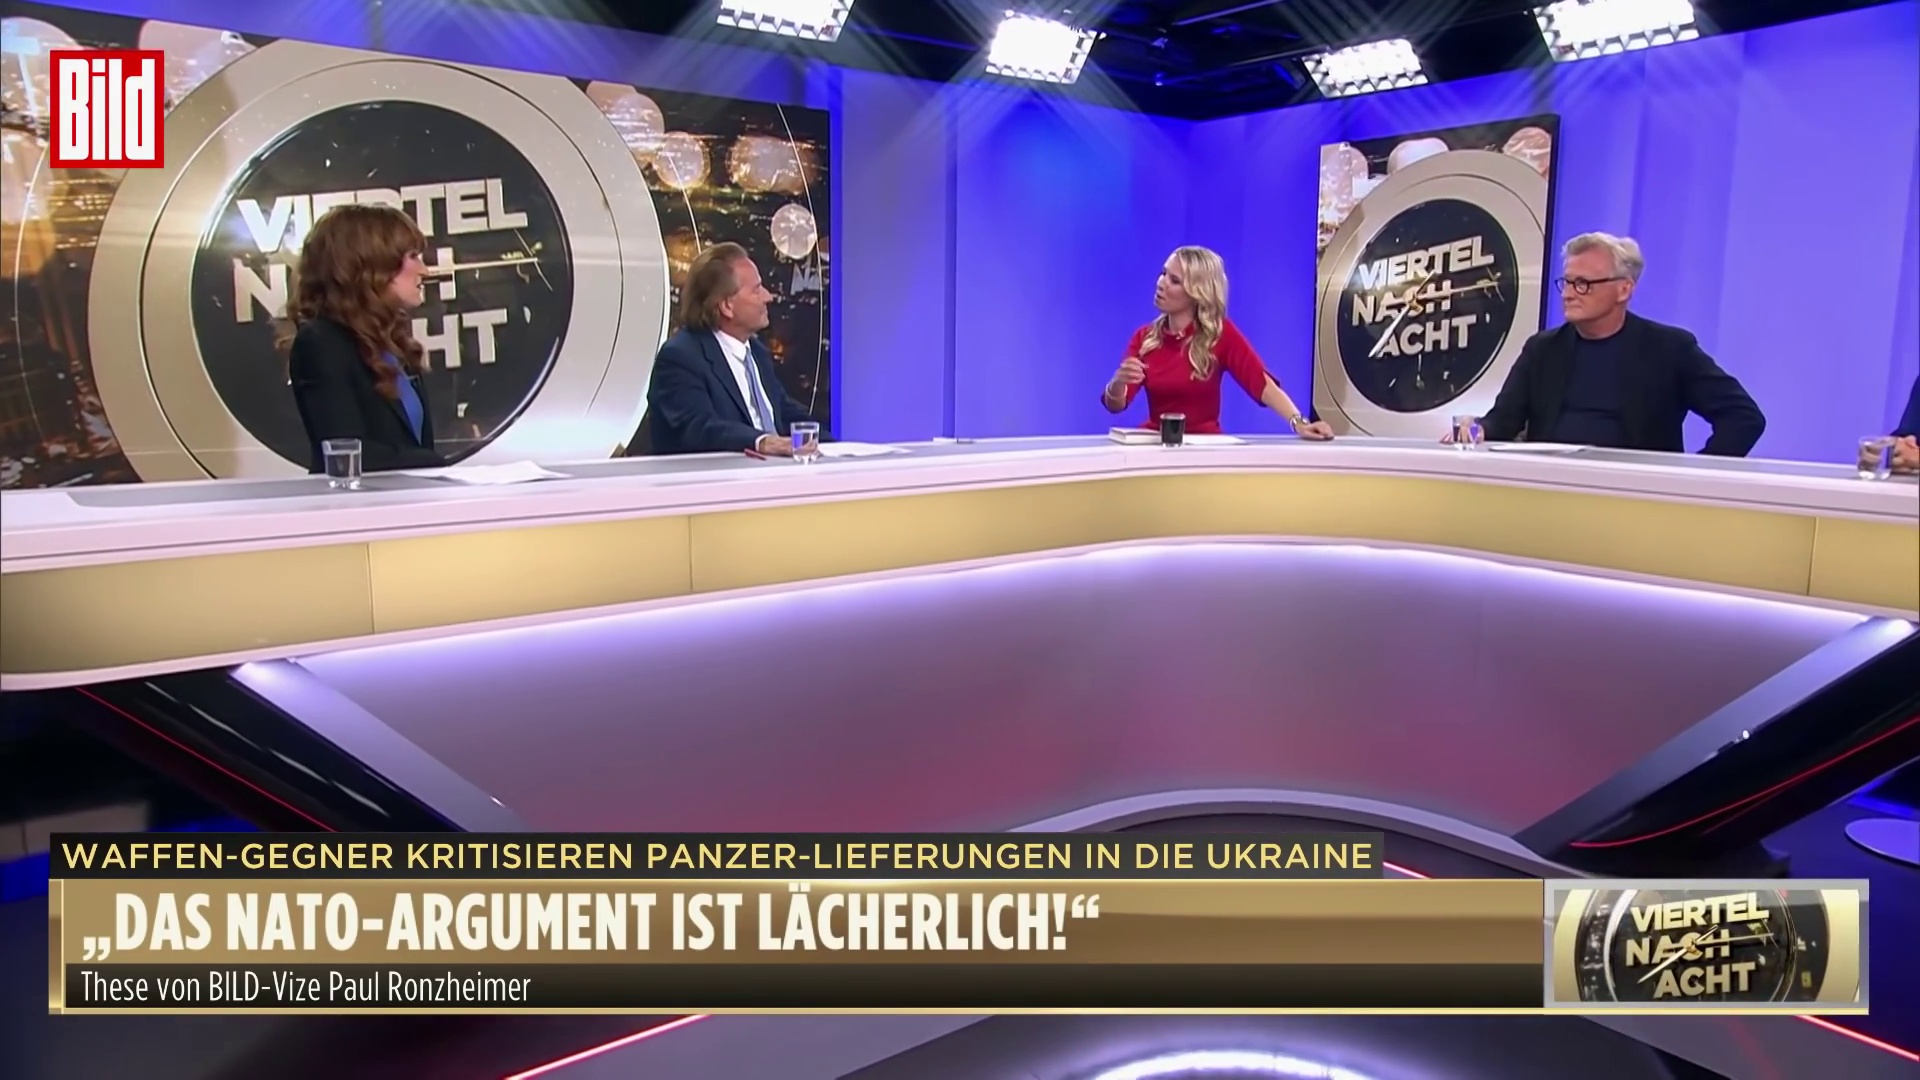 Bild
VIERTEL
NACH
ACHT
VIERTEL
NACH
ACHT
WAFFEN-GEGNER KRITISIEREN PANZER-LIEFERUNGEN IN DIE UKRAINE
„DAS NATO-ARGUMENT IST LÄCHERLICH!“
These von BILD-Vize Paul Ronzheimer
VIERTEL
NACH
ACHT